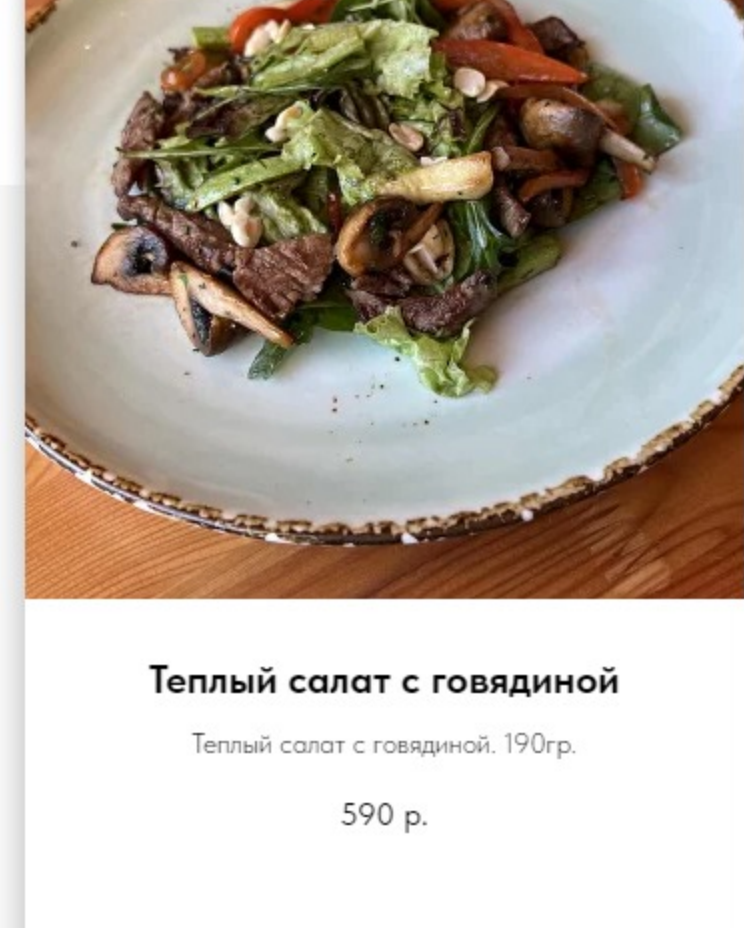 Теплый салат с говядиной
Теплый салат с говядиной. 190гр.
590 р.